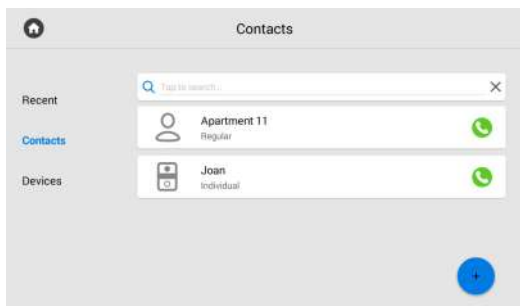 Contacts
Tap to search...
Recent
Contacts
Devices
Apartment 11
Regular
Joan
Individual
+